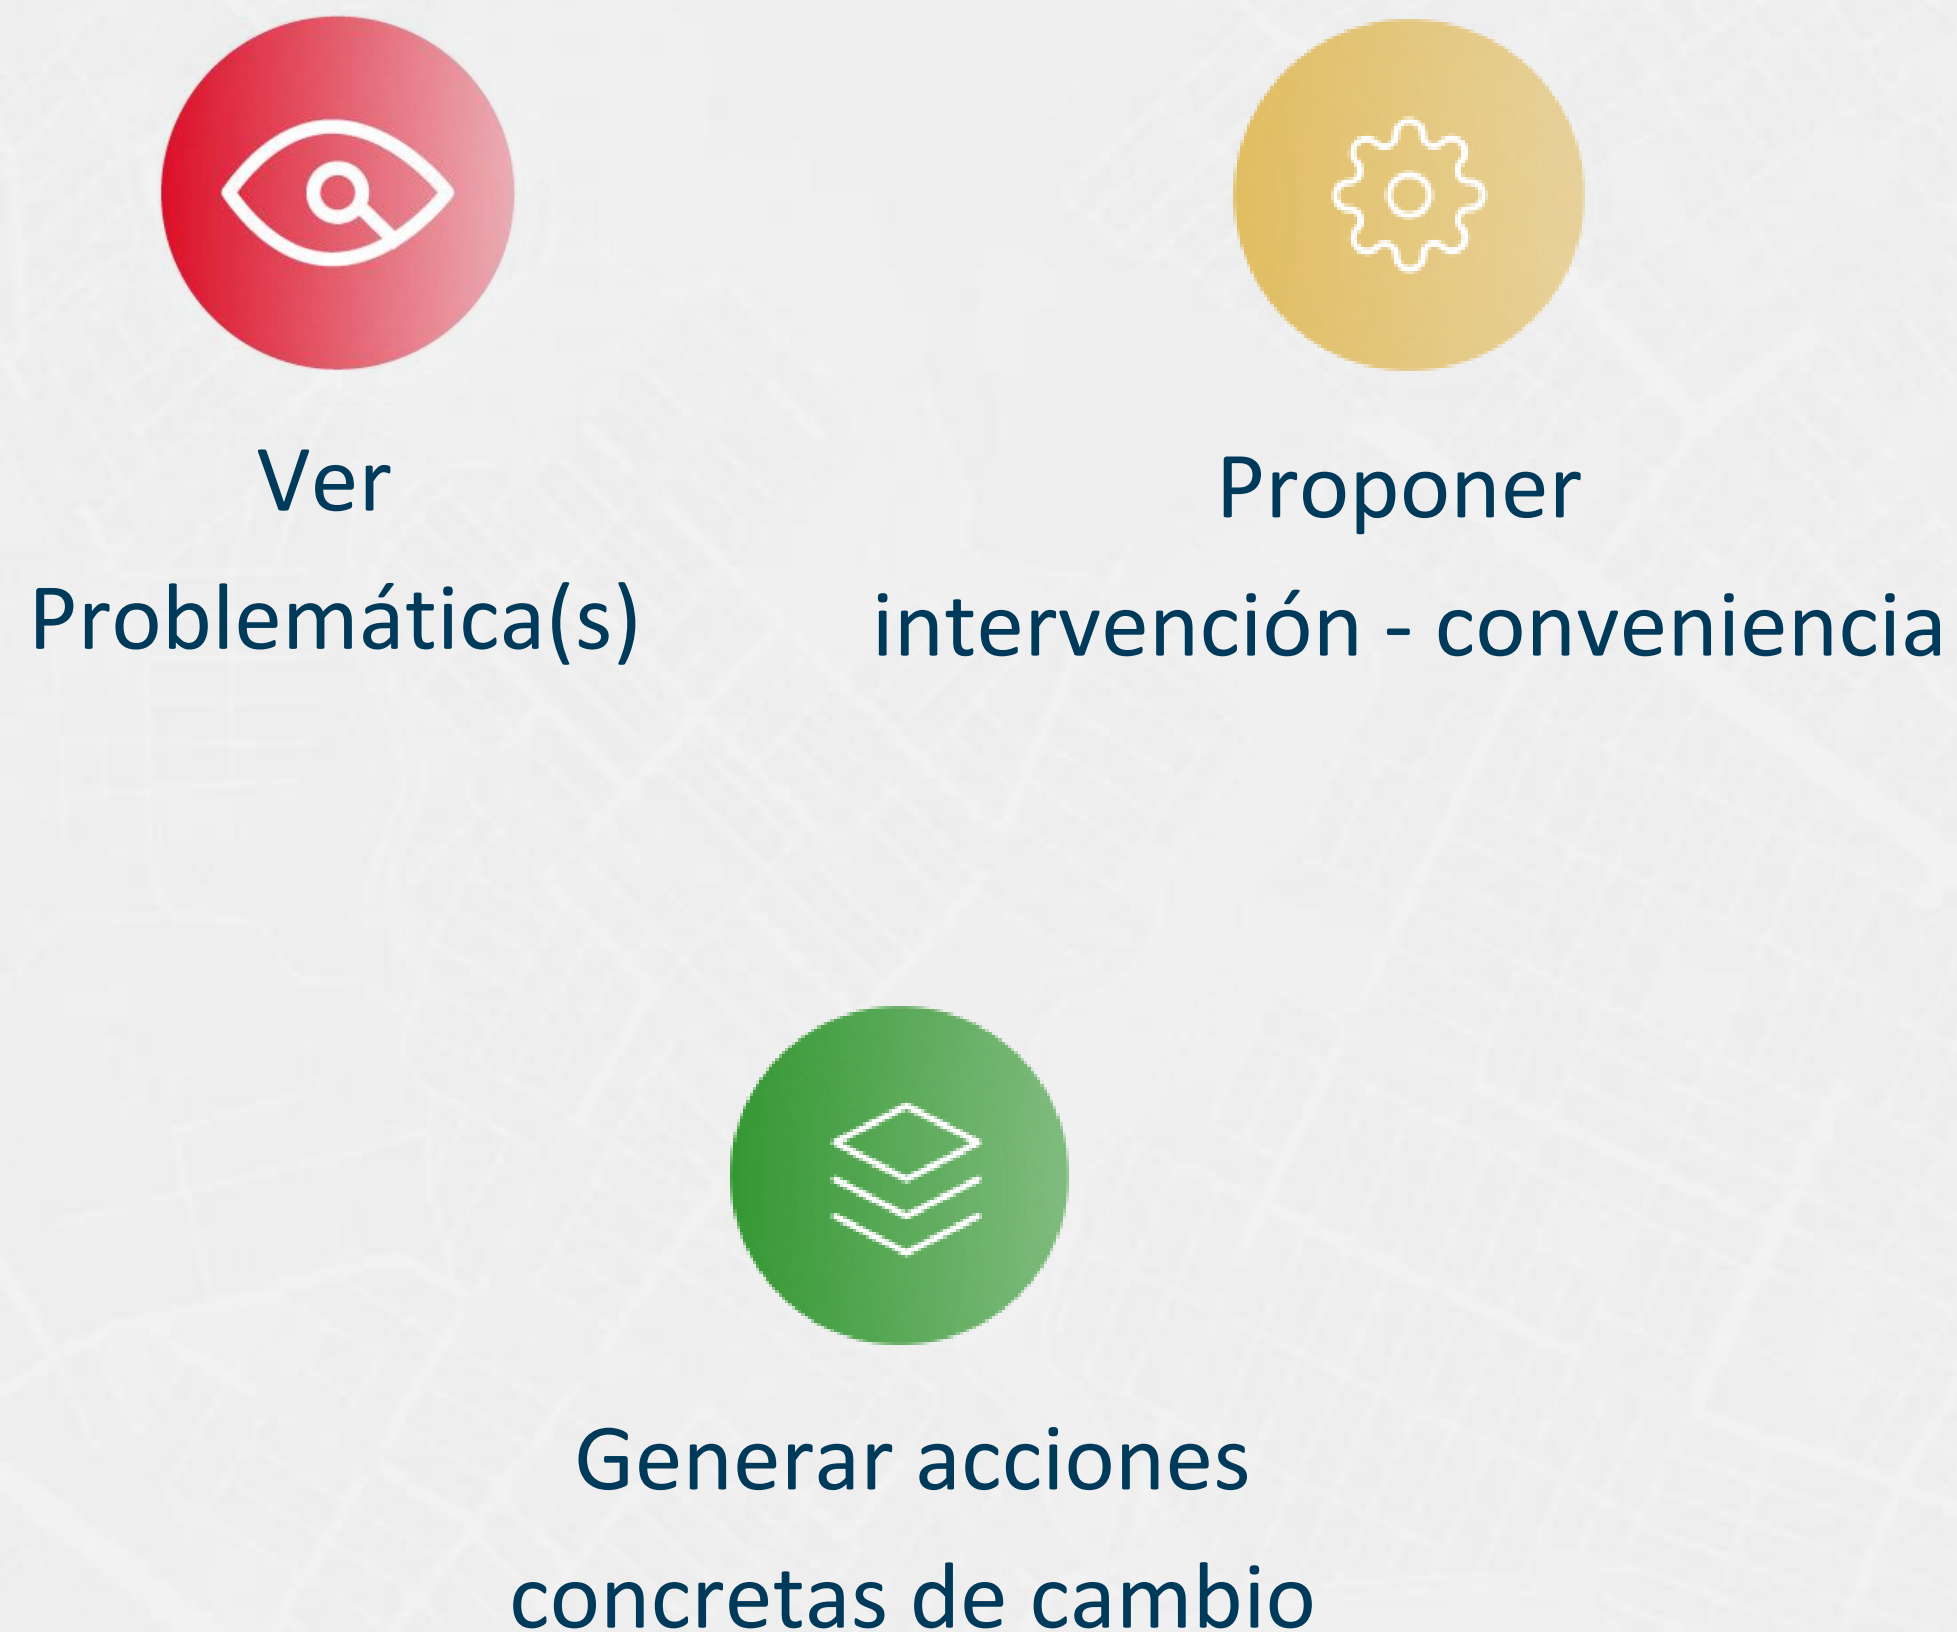 Ver
Problemática(s)
Proponer
intervención - conveniencia
Generar acciones
concretas de cambio